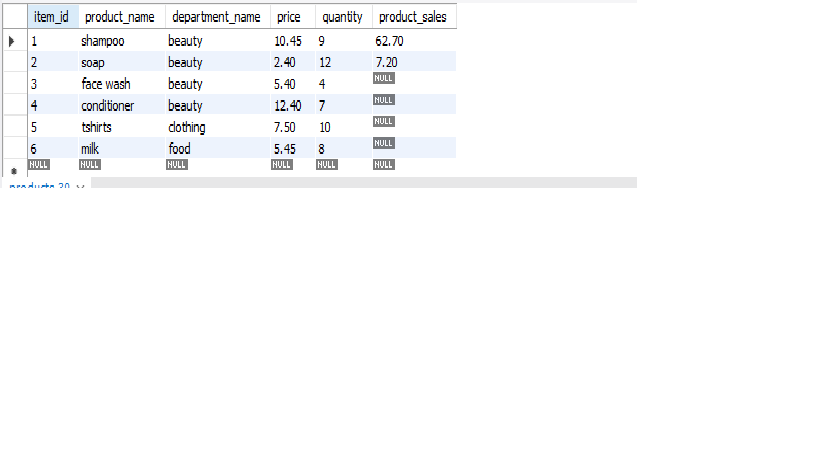 item_id product_name department_name price quantity product_sales
1 shampoo beauty 10.45 9 62.70
2 soap beauty 2.40 12 7.20
3 face wash beauty 5.40 4 NULL
4 conditioner beauty 12.40 7 NULL
5 tshirts clothing 7.50 10 NULL
6 milk food 5.45 8 NULL
NULL NULL NULL NULL NULL NULL